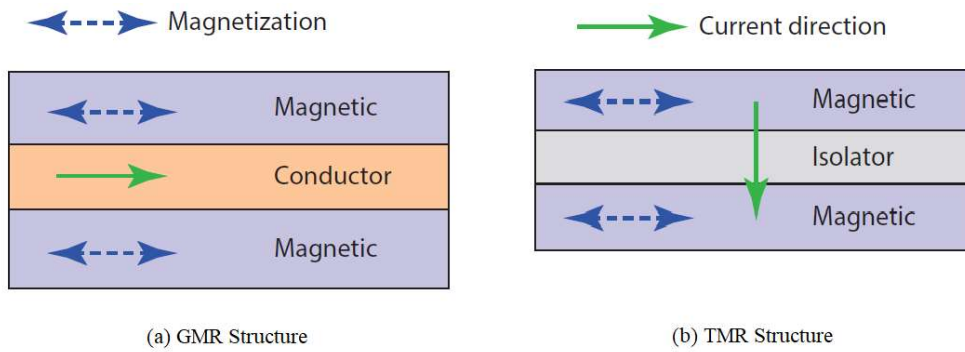 Magnetization
Current direction
Magnetic
Conductor
Magnetic
Magnetic
Isolator
Magnetic
(a) GMR Structure
(b) TMR Structure